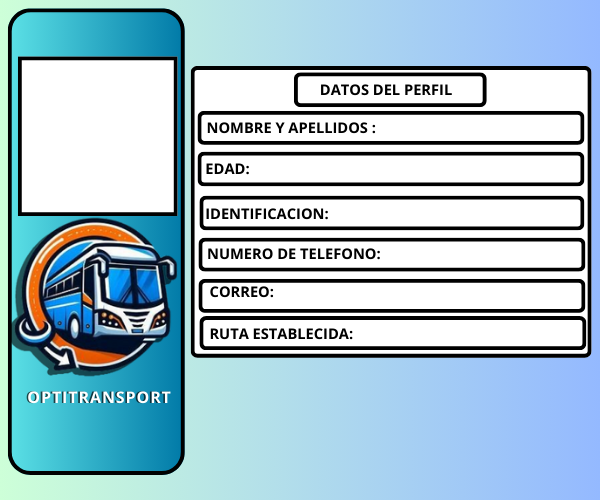 DATOS DEL PERFIL
NOMBRE Y APELLIDOS :
EDAD:
IDENTIFICACION:
NUMERO DE TELEFONO:
CORREO:
RUTA ESTABLECIDA:
OPTITRANSPORT